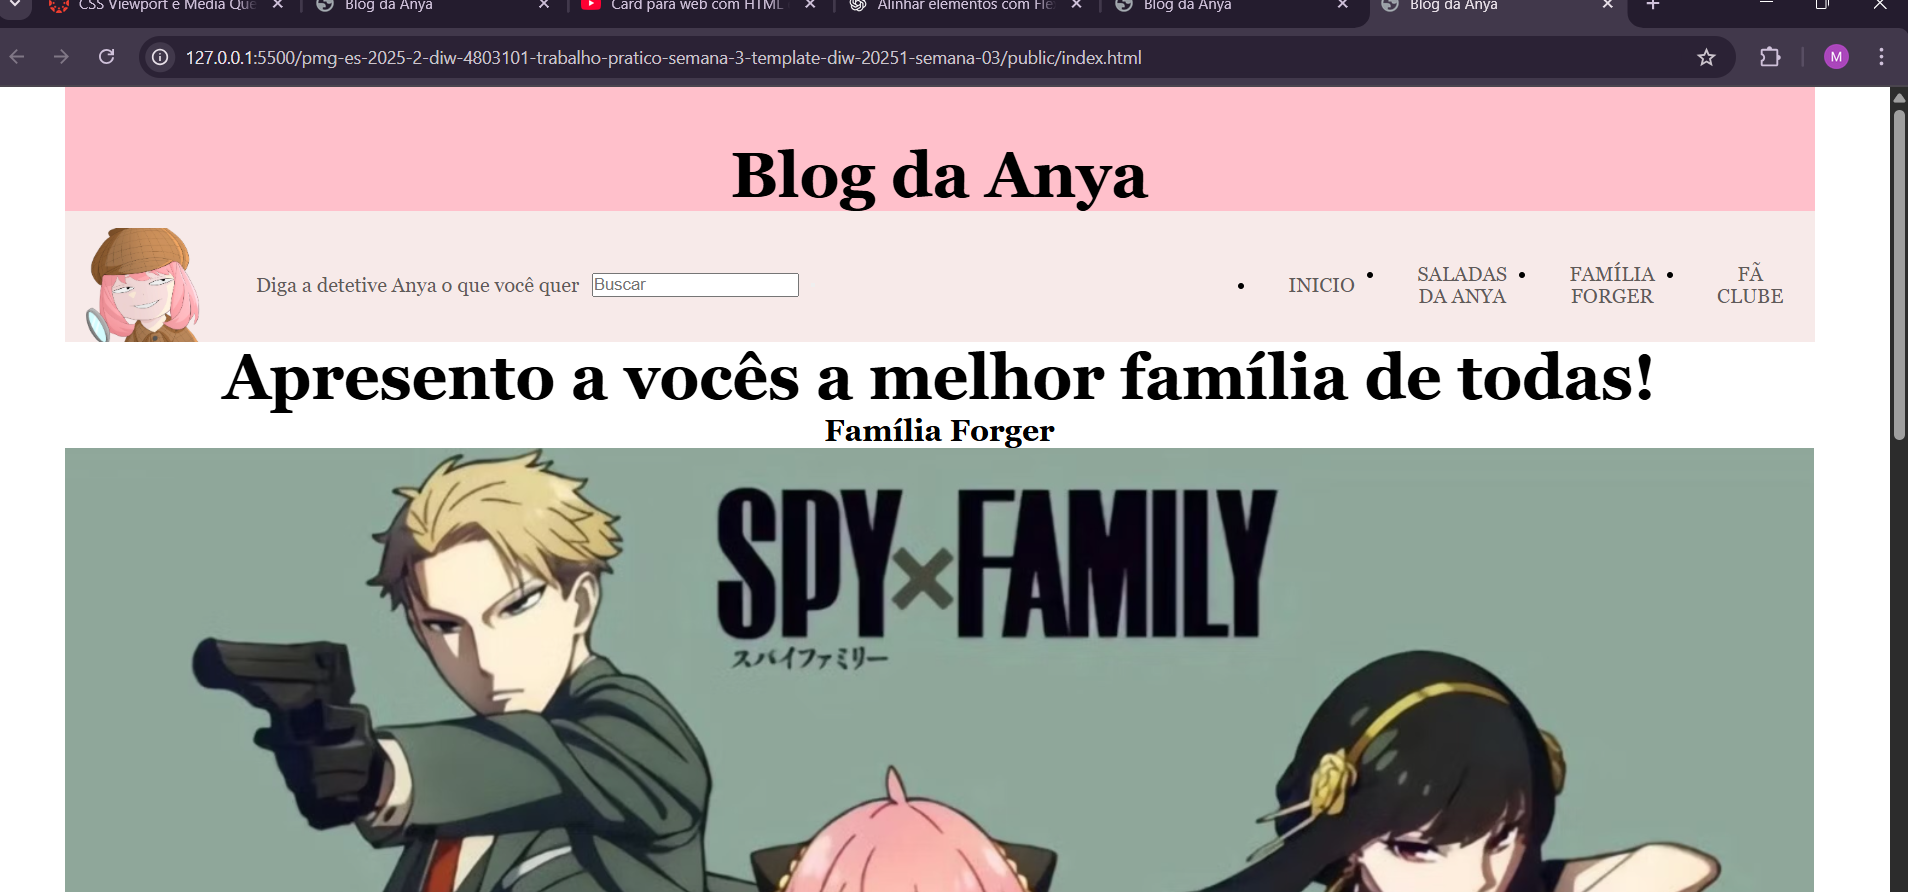 CSS Viewport e Media Que
Blog da Anya
Card para web com HTML
Alinhar elementos com Fle
Blog da Anya
Blog da Anya
127.0.0.1:5500/pmg-es-2025-2-diw-4803101-trabalho-pratico-semana-3-template-diw-20251-semana-03/public/index.html
M
Blog da Anya
Diga a detetive Anya o que você quer
Buscar
INICIO
SALADAS
DA ANYA
FAMÍLIA
FORGER
FÃ
CLUBE
Apresento a vocês a melhor família de todas!
Família Forger
SPY×FAMILY
スパイファミリー